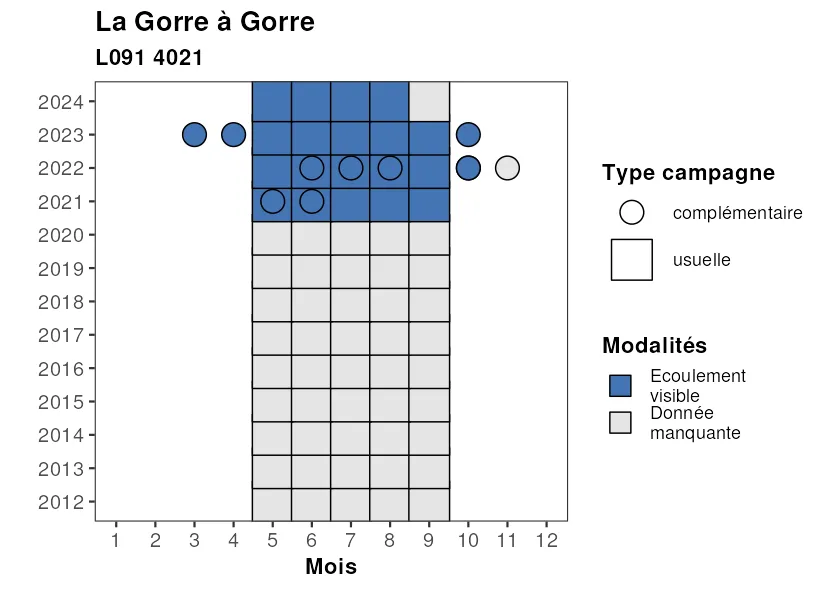 La Gorre à Gorre
L091 4021
2024
2023
2022
2021
2020
2019
2018
2017
2016
2015
2014
2013
2012
1 2 3 4 5 6 7 8 9 10 11 12
Mois
Type campagne
complémentaire
usuelle
Modalités
Ecoulement
visible
Donnée
manquante